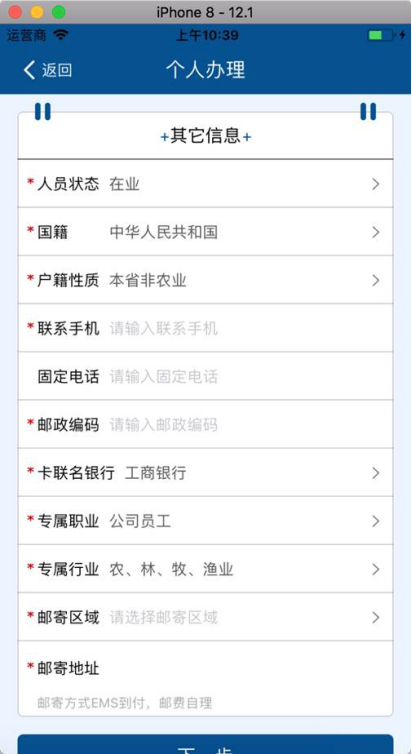 iPhone 8 - 12.1
运营商 上午10:39
返回 个人办理
+其它信息+
*人员状态 在业
*国籍 中华人民共和国
*户籍性质 本省非农业
*联系手机 请输入联系手机
固定电话 请输入固定电话
*邮政编码 请输入邮政编码
*卡联名银行 工商银行
*专属职业 公司员工
*专属行业 农、林、牧、渔业
*邮寄区域 请选择邮寄区域
*邮寄地址
邮寄方式EMS到付，邮费自理
下一步